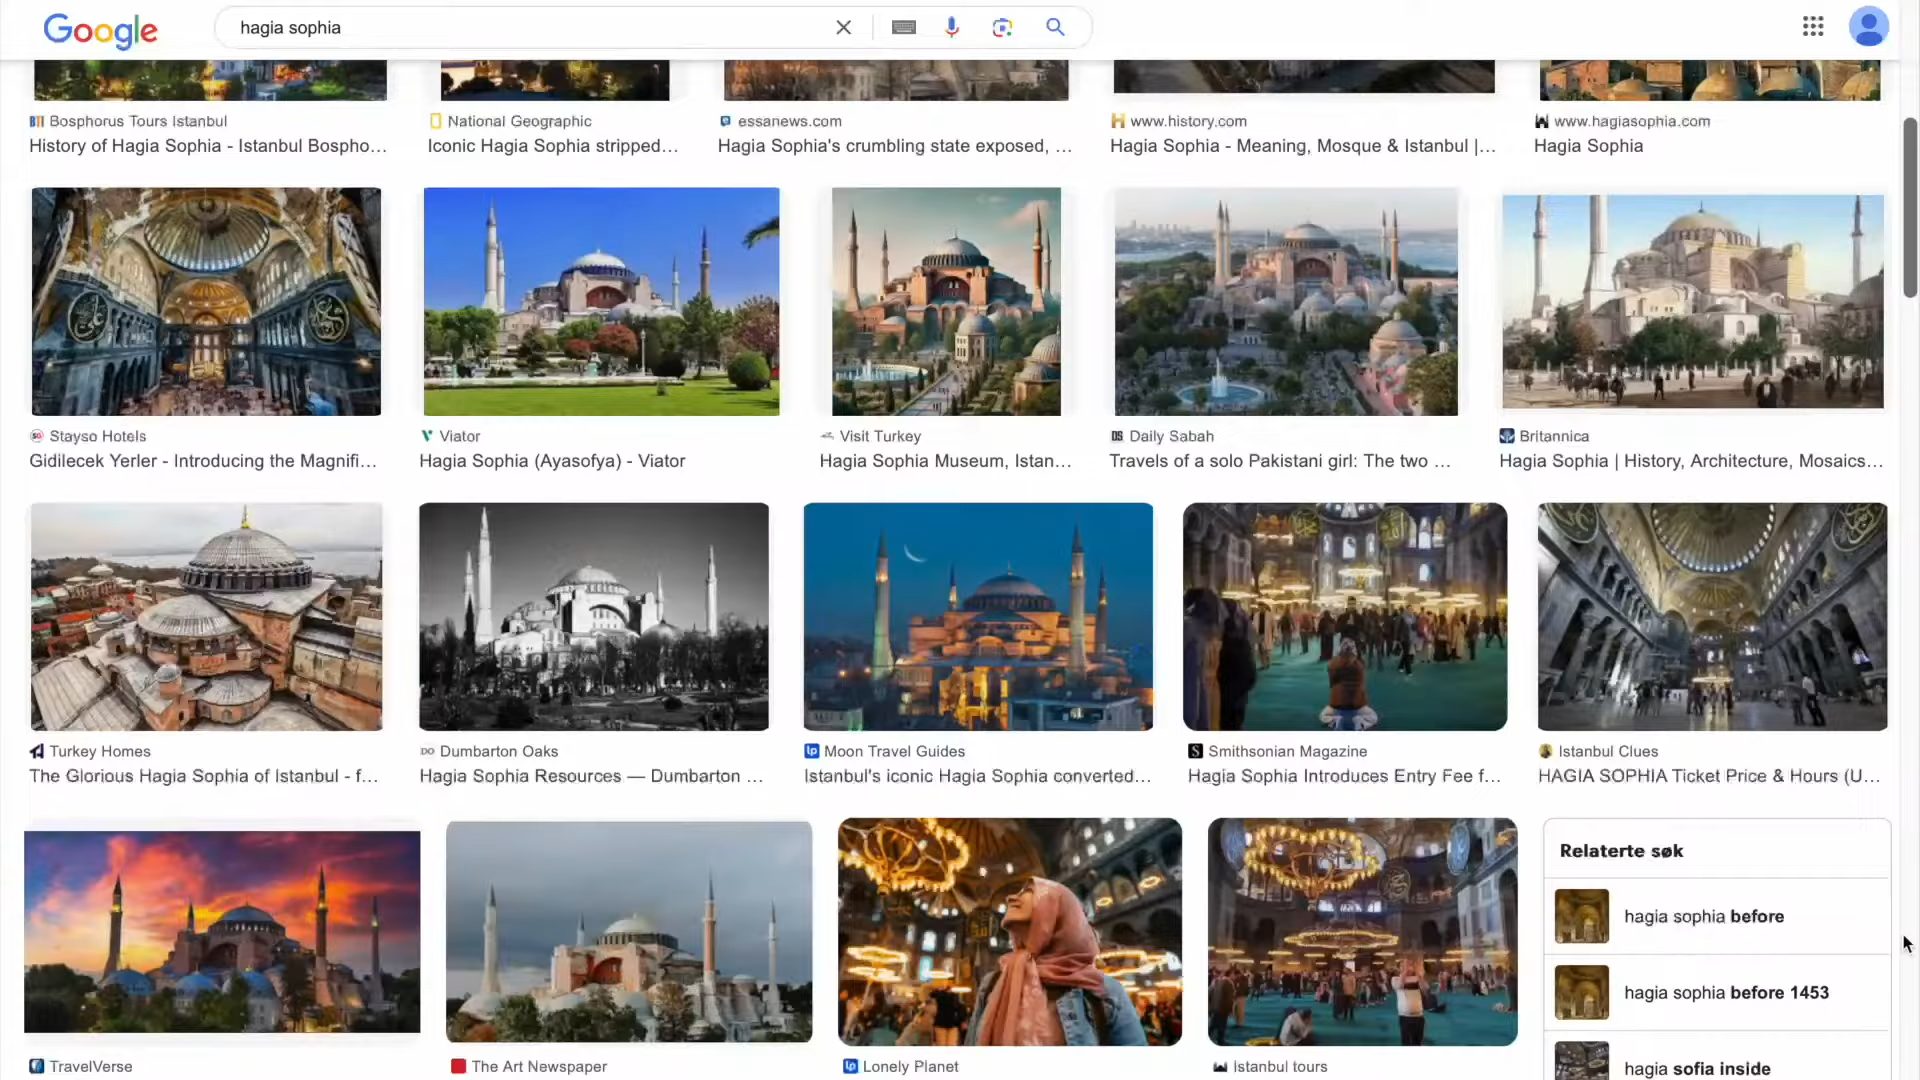 Google
hagia sophia
Bosphorus Tours Istanbul
History of Hagia Sophia - Istanbul Bospho...
National Geographic
Iconic Hagia Sophia stripped...
essanews.com
Hagia Sophia's crumbling state exposed, ...
www.history.com
Hagia Sophia - Meaning, Mosque & Istanbul |...
www.hagiasophia.com
Hagia Sophia
Stayso Hotels
Gidilecek Yerler - Introducing the Magnifi...
Viator
Hagia Sophia (Ayasofya) - Viator
Visit Turkey
Hagia Sophia Museum, Istan...
Daily Sabah
Travels of a solo Pakistani girl: The two ...
Britannica
Hagia Sophia | History, Architecture, Mosaics...
Turkey Homes
The Glorious Hagia Sophia of Istanbul - f...
Dumbarton Oaks
Hagia Sophia Resources — Dumbarton ...
Moon Travel Guides
Istanbul's iconic Hagia Sophia converted...
Smithsonian Magazine
Hagia Sophia Introduces Entry Fee f...
Istanbul Clues
HAGIA SOPHIA Ticket Price & Hours (U...
TravelVerse
The Art Newspaper
Lonely Planet
Istanbul tours
Relaterte søk
hagia sophia before
hagia sophia before 1453
hagia sofia inside